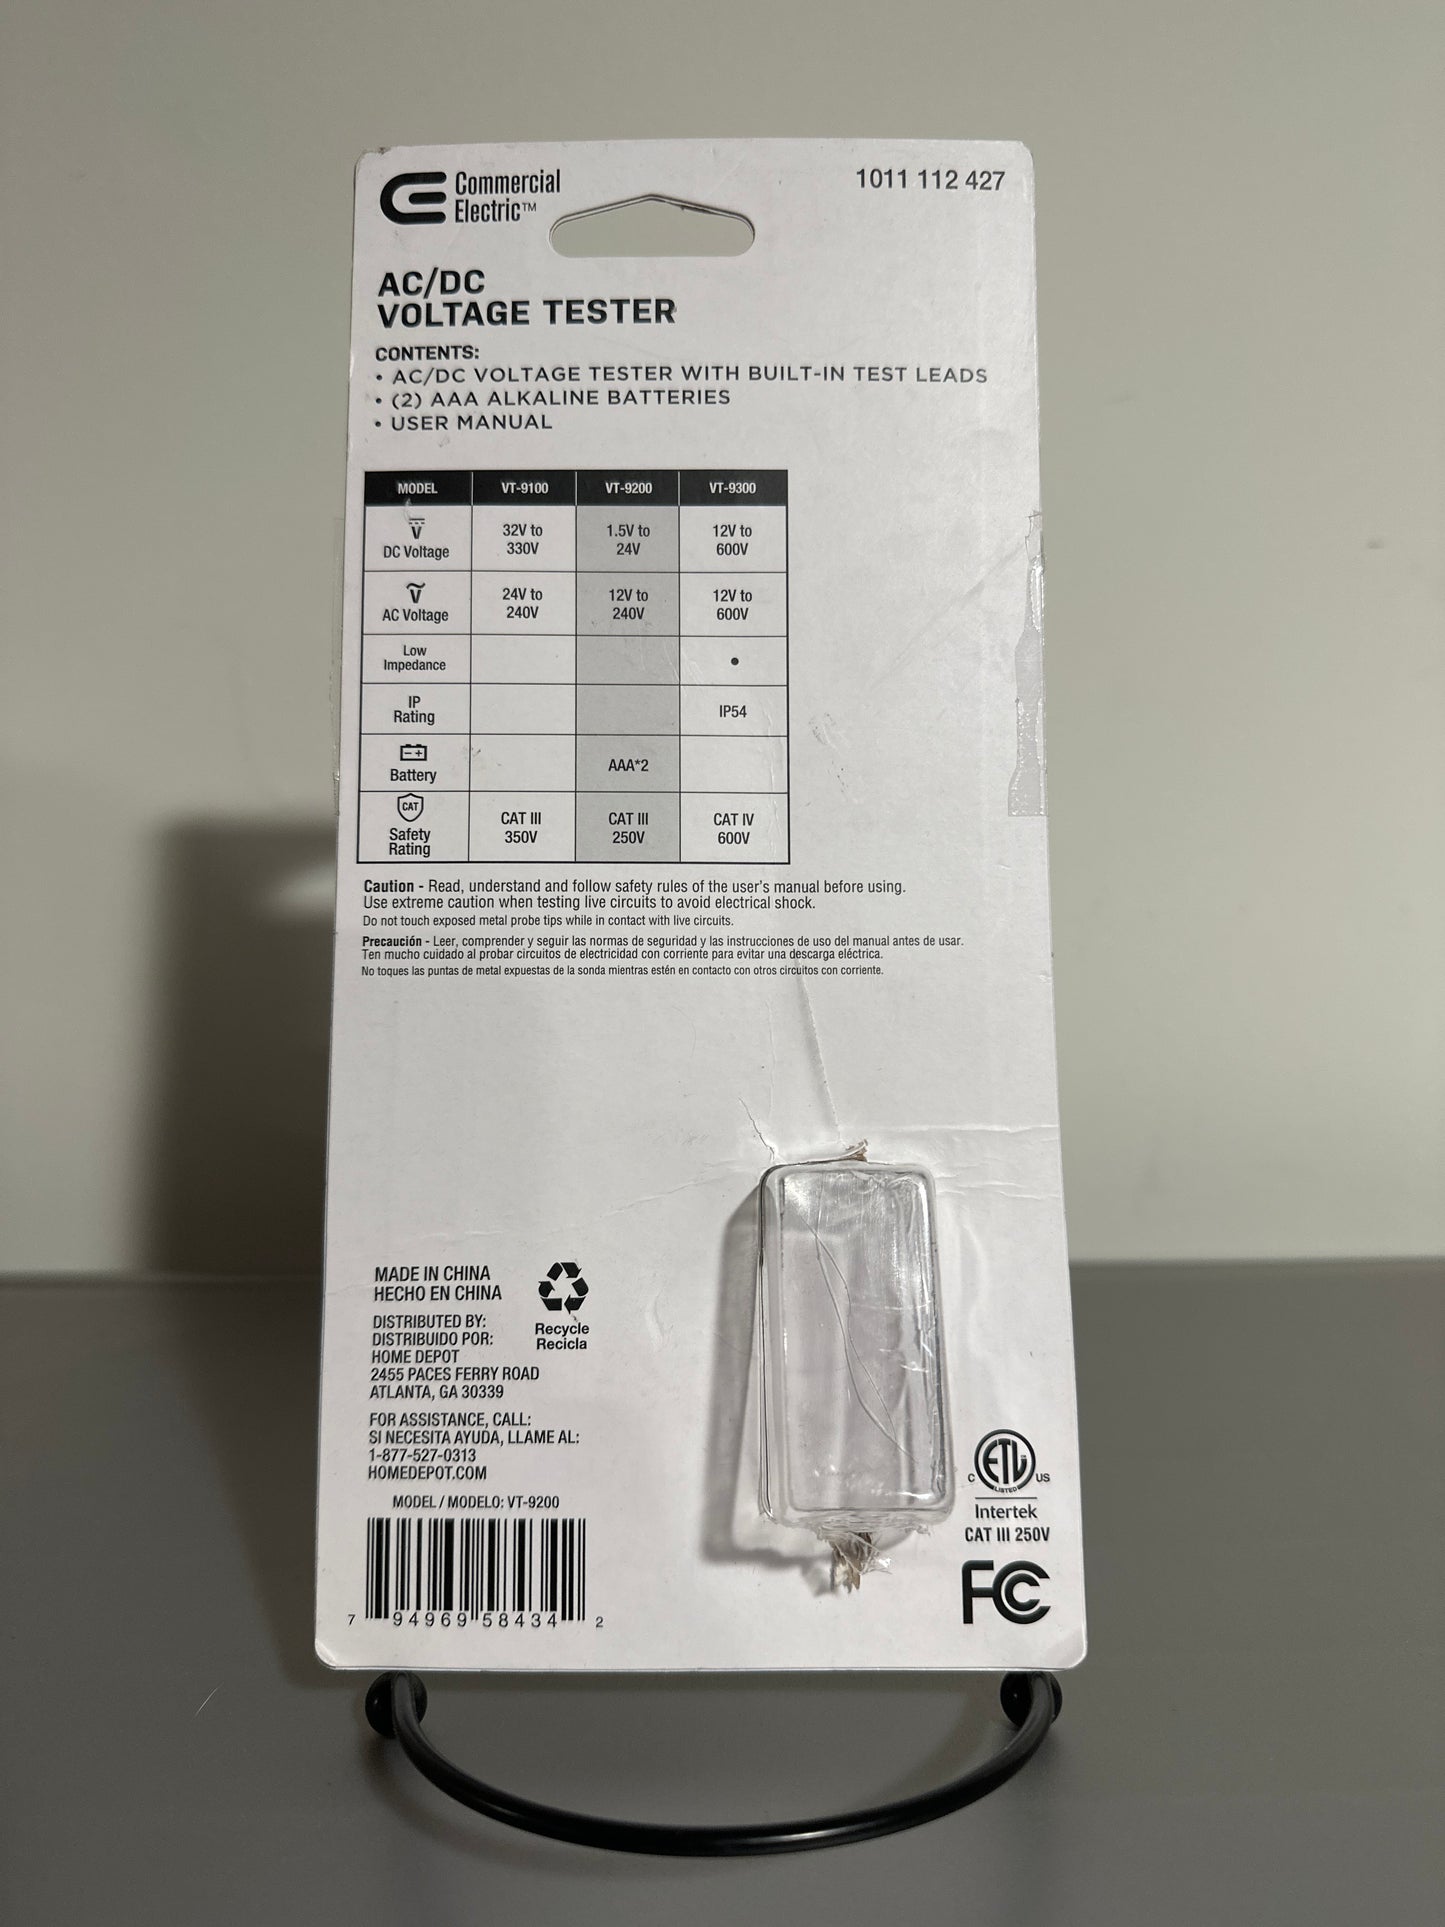 Commercial
Electric™
1011 112 427
AC/DC
VOLTAGE TESTER
CONTENTS:
• AC/DC VOLTAGE TESTER WITH BUILT-IN TEST LEADS
• (2) AAA ALKALINE BATTERIES
• USER MANUAL
MODEL VT-9100 VT-9200 VT-9300
V
DC Voltage
32V to
330V
1.5V to
24V
12V to
600V
V
AC Voltage
24V to
240V
12V to
240V
12V to
600V
Low
Impedance
•
IP
Rating
IP54
Battery
AAA*2
CAT
Safety
Rating
CAT III
350V
CAT III
250V
CAT IV
600V
Caution - Read, understand and follow safety rules of the user's manual before using.
Use extreme caution when testing live circuits to avoid electrical shock.
Do not touch exposed metal probe tips while in contact with live circuits.
Precaución - Leer, comprender y seguir las normas de seguridad y las instrucciones de uso del manual antes de usar.
Ten mucho cuidado al probar circuitos de electricidad con corriente para evitar una descarga eléctrica.
No toques las puntas de metal expuestas de la sonda mientras estén en contacto con otros circuitos con corriente.
MADE IN CHINA
HECHO EN CHINA
Recycle
Recicla
DISTRIBUTED BY:
DISTRIBUIDO POR:
HOME DEPOT
2455 PACES FERRY ROAD
ATLANTA, GA 30339
FOR ASSISTANCE, CALL:
SI NECESITA AYUDA, LLAME AL:
1-877-527-0313
HOMEDEPOT.COM
MODEL / MODELO: VT-9200
7 94969 58434 2
C ETL US
LISTED
Intertek
CAT III 250V
FC